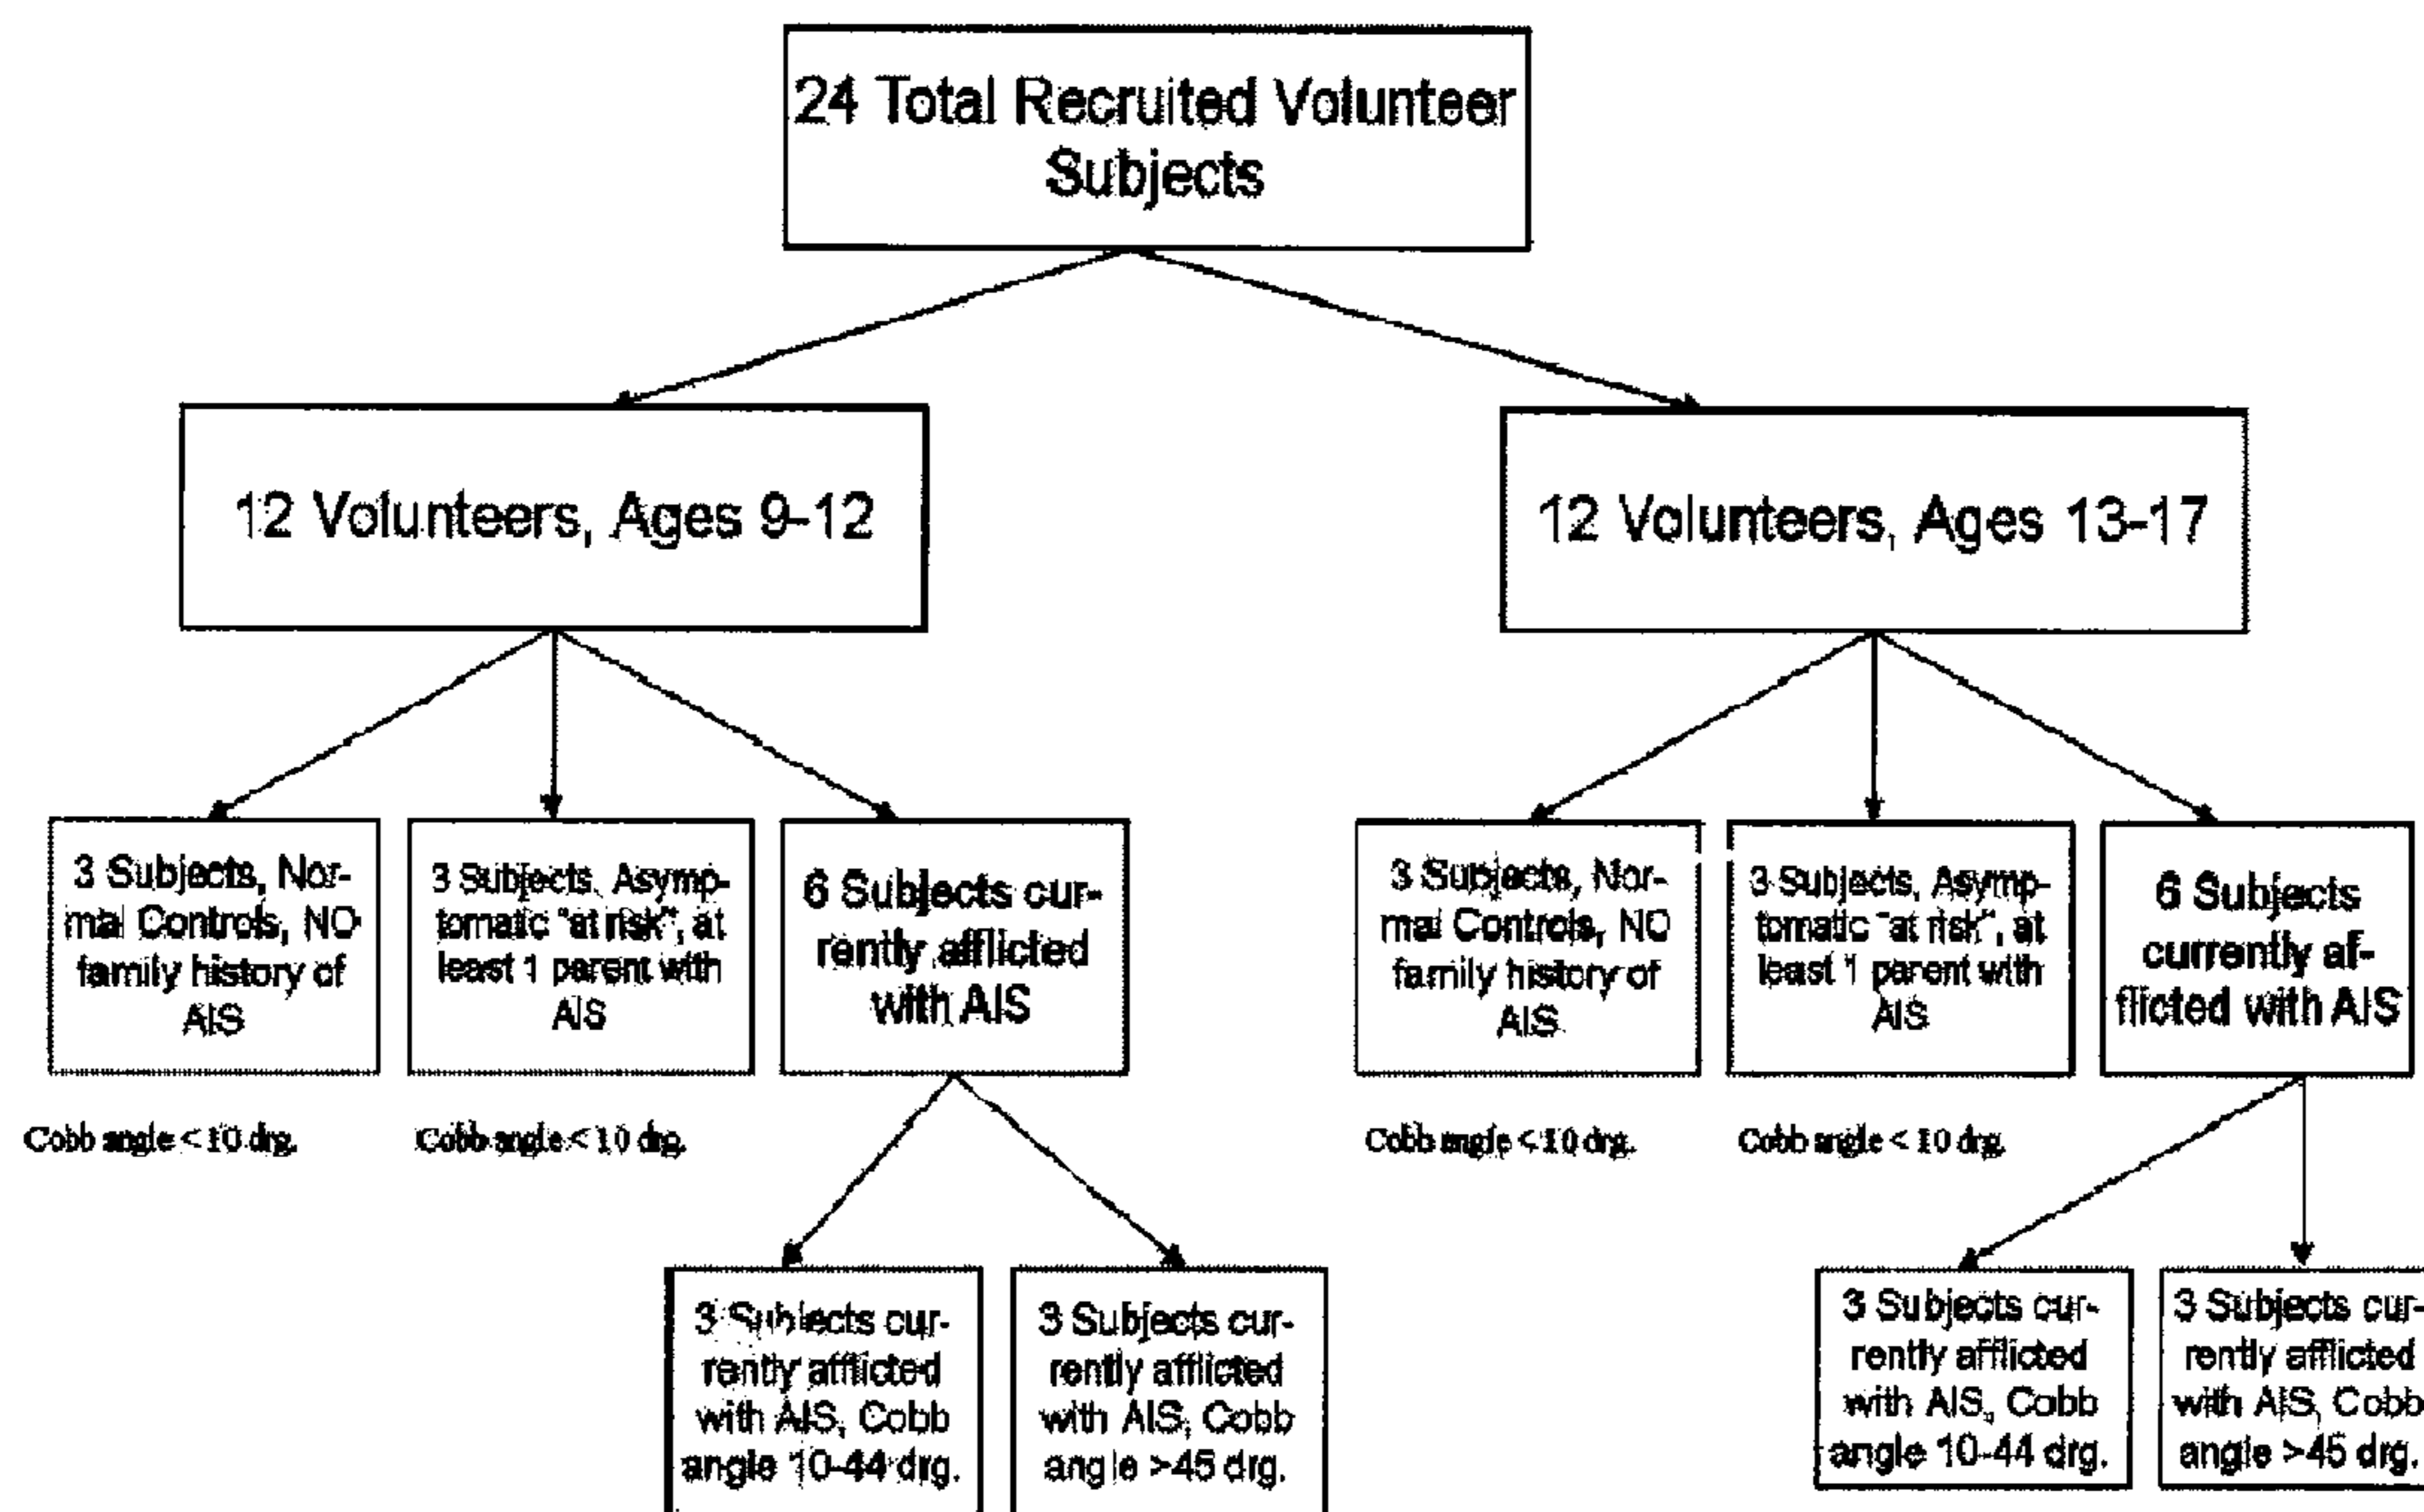 24 Total Recruited Volunteer
Subjects
12 Volunteers, Ages 9-12
12 Volunteers, Ages 13-17
3 Subjects, Nor-
mal Controls, NO
family history of
AIS
3 Subjects, Asymp-
tomatic "at risk", at
least 1 parent with
AIS
6 Subjects cur-
rently afflicted
with AIS
3 Subjects, Nor-
mal Controls, NO
family history of
AIS
3 Subjects, Asymp-
tomatic "at risk", at
least 1 parent with
AIS
6 Subjects
currently af-
flicted with AIS
Cobb angle < 10 drg.
Cobb angle < 10 drg.
Cobb angle < 10 drg.
Cobb angle < 10 drg.
3 Subjects cur-
rently afflicted
with AIS, Cobb
angle 10-44 drg.
3 Subjects cur-
rently afflicted
with AIS, Cobb
angle >45 drg.
3 Subjects cur-
rently afflicted
with AIS, Cobb
angle 10-44 drg.
3 Subjects cur-
rently afflicted
with AIS, Cobb
angle >45 drg.